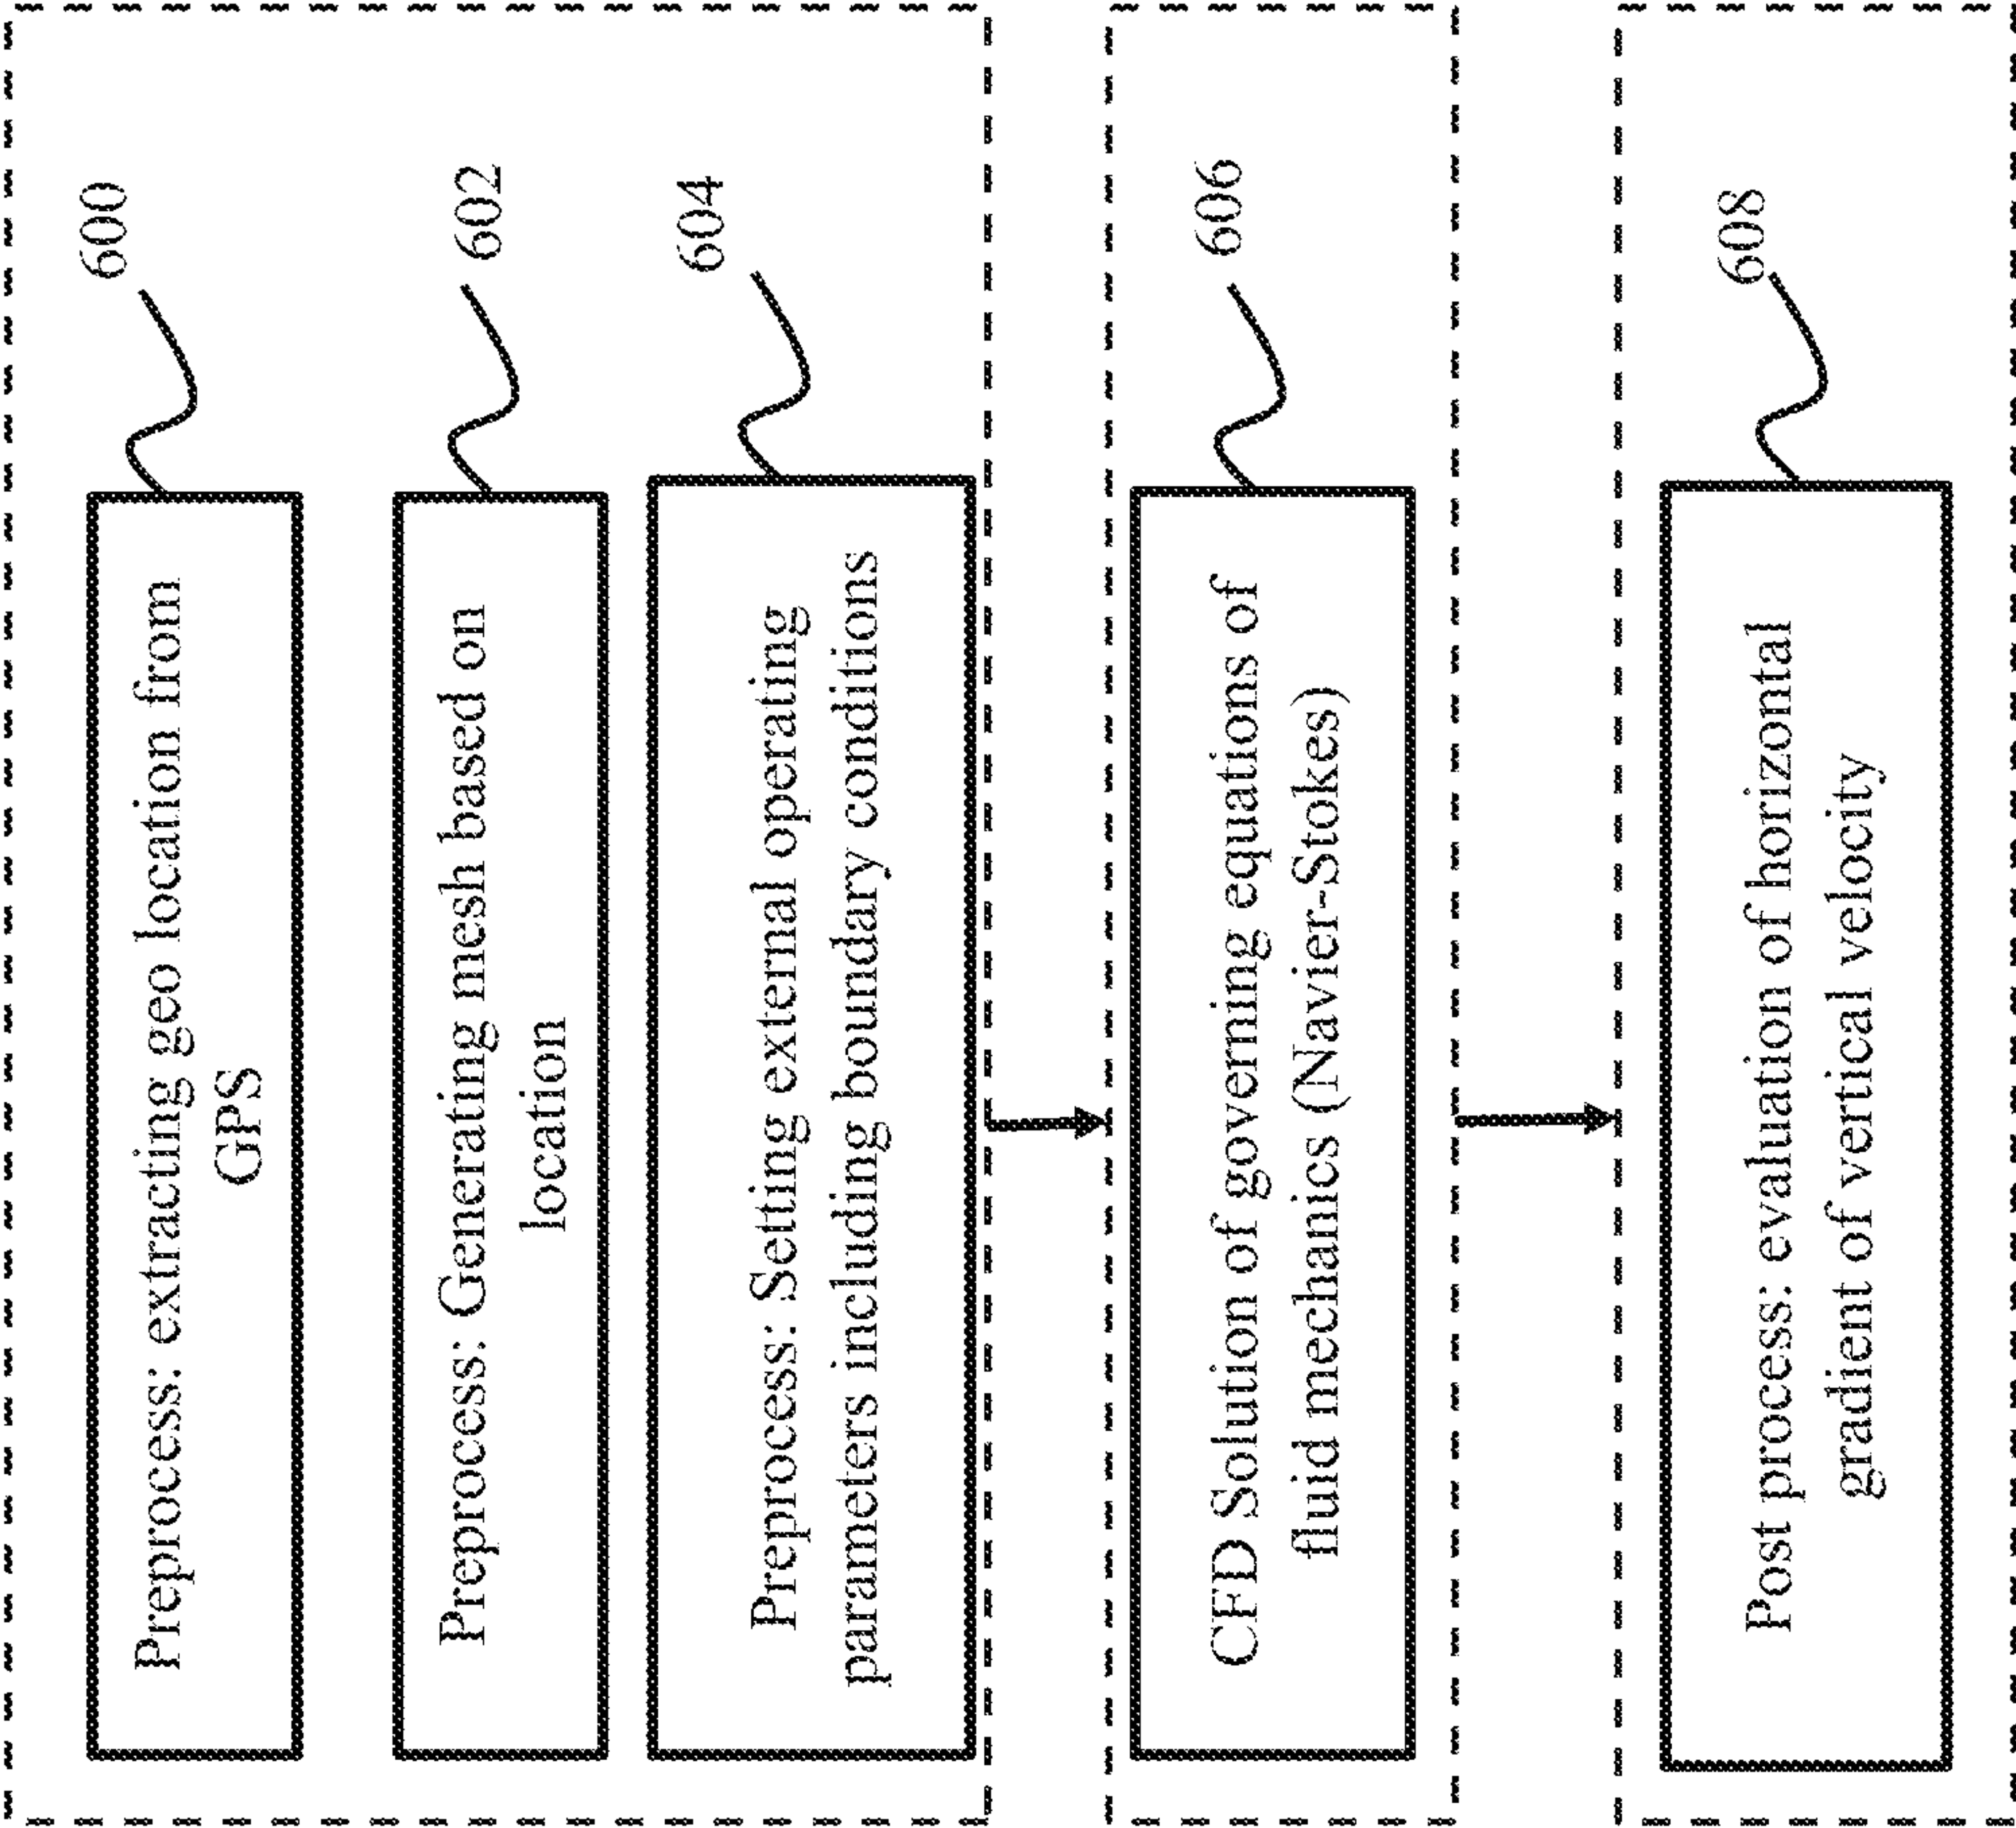 600
Preprocess: extracting geo location from
GPS
602
Preprocess: Generating mesh based on
location
604
Preprocess: Setting external operating
parameters including boundary conditions
606
CFD Solution of governing equations of
fluid mechanics (Navier-Stokes)
608
Post process: evaluation of horizontal
gradient of vertical velocity